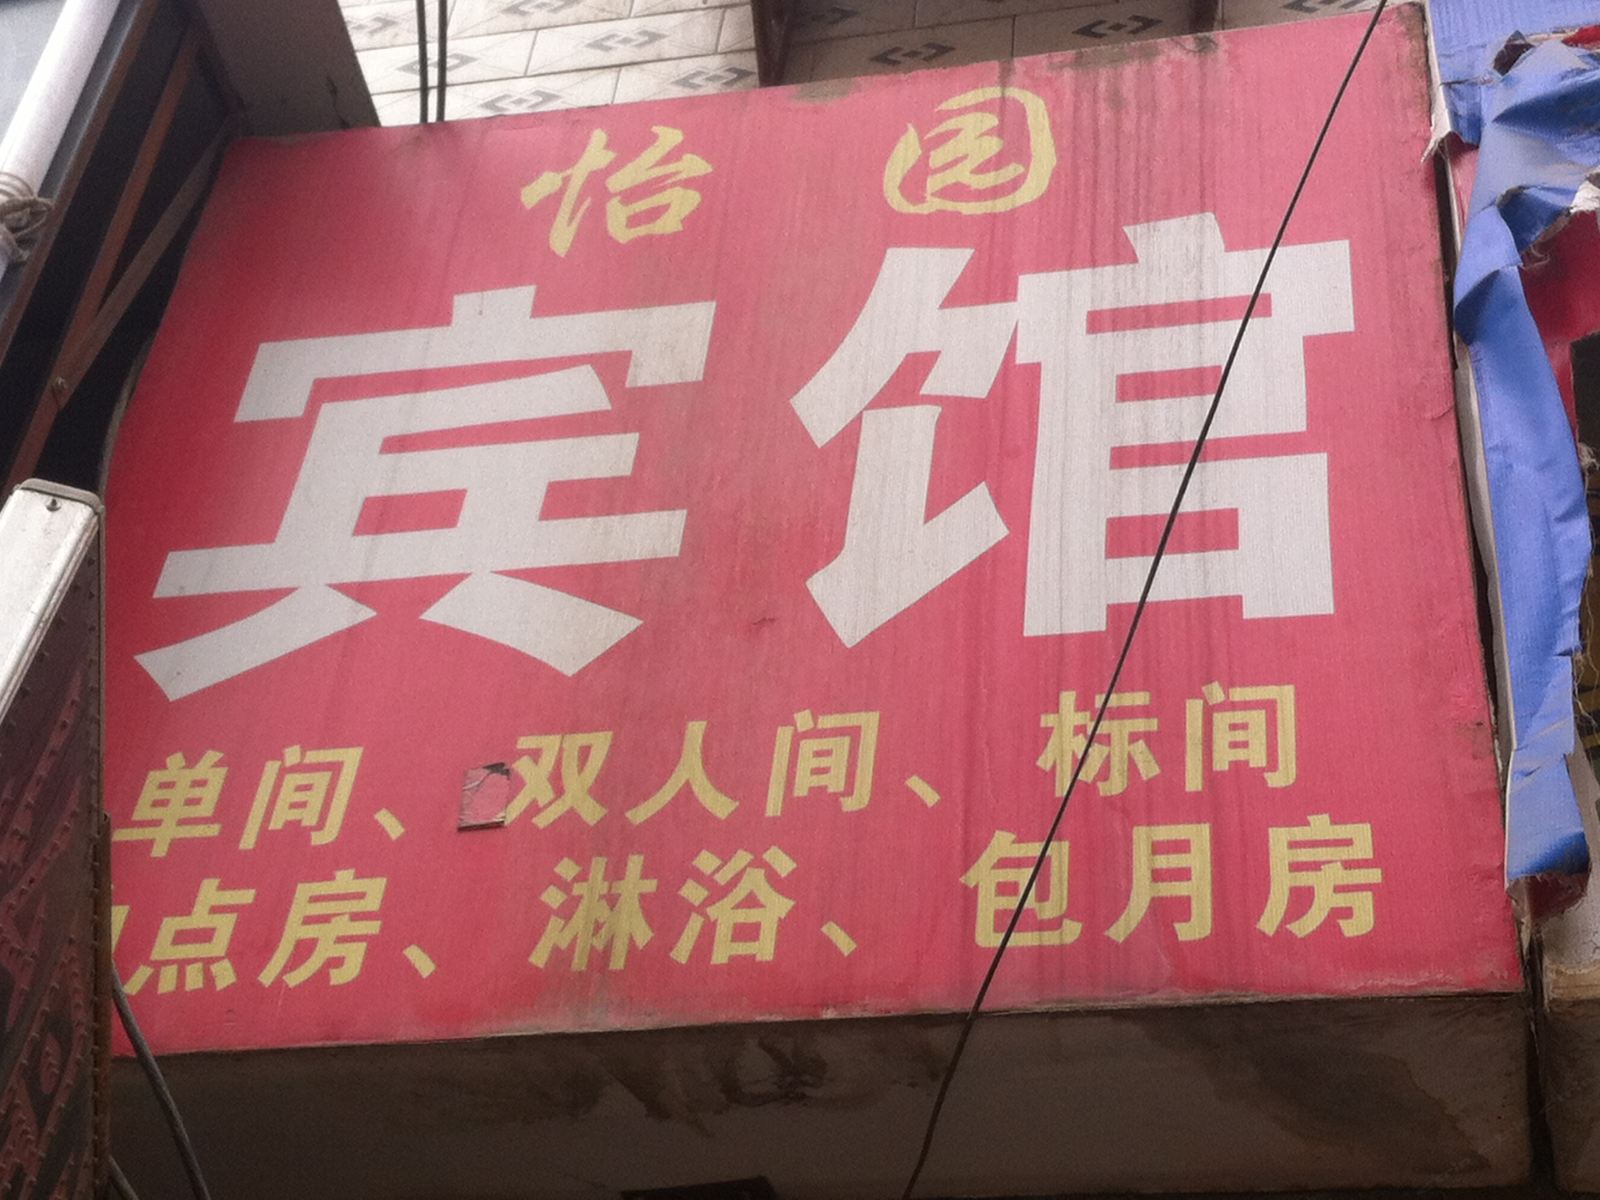 怡园
宾馆
单间、双人间、标间
点房、淋浴、包月房